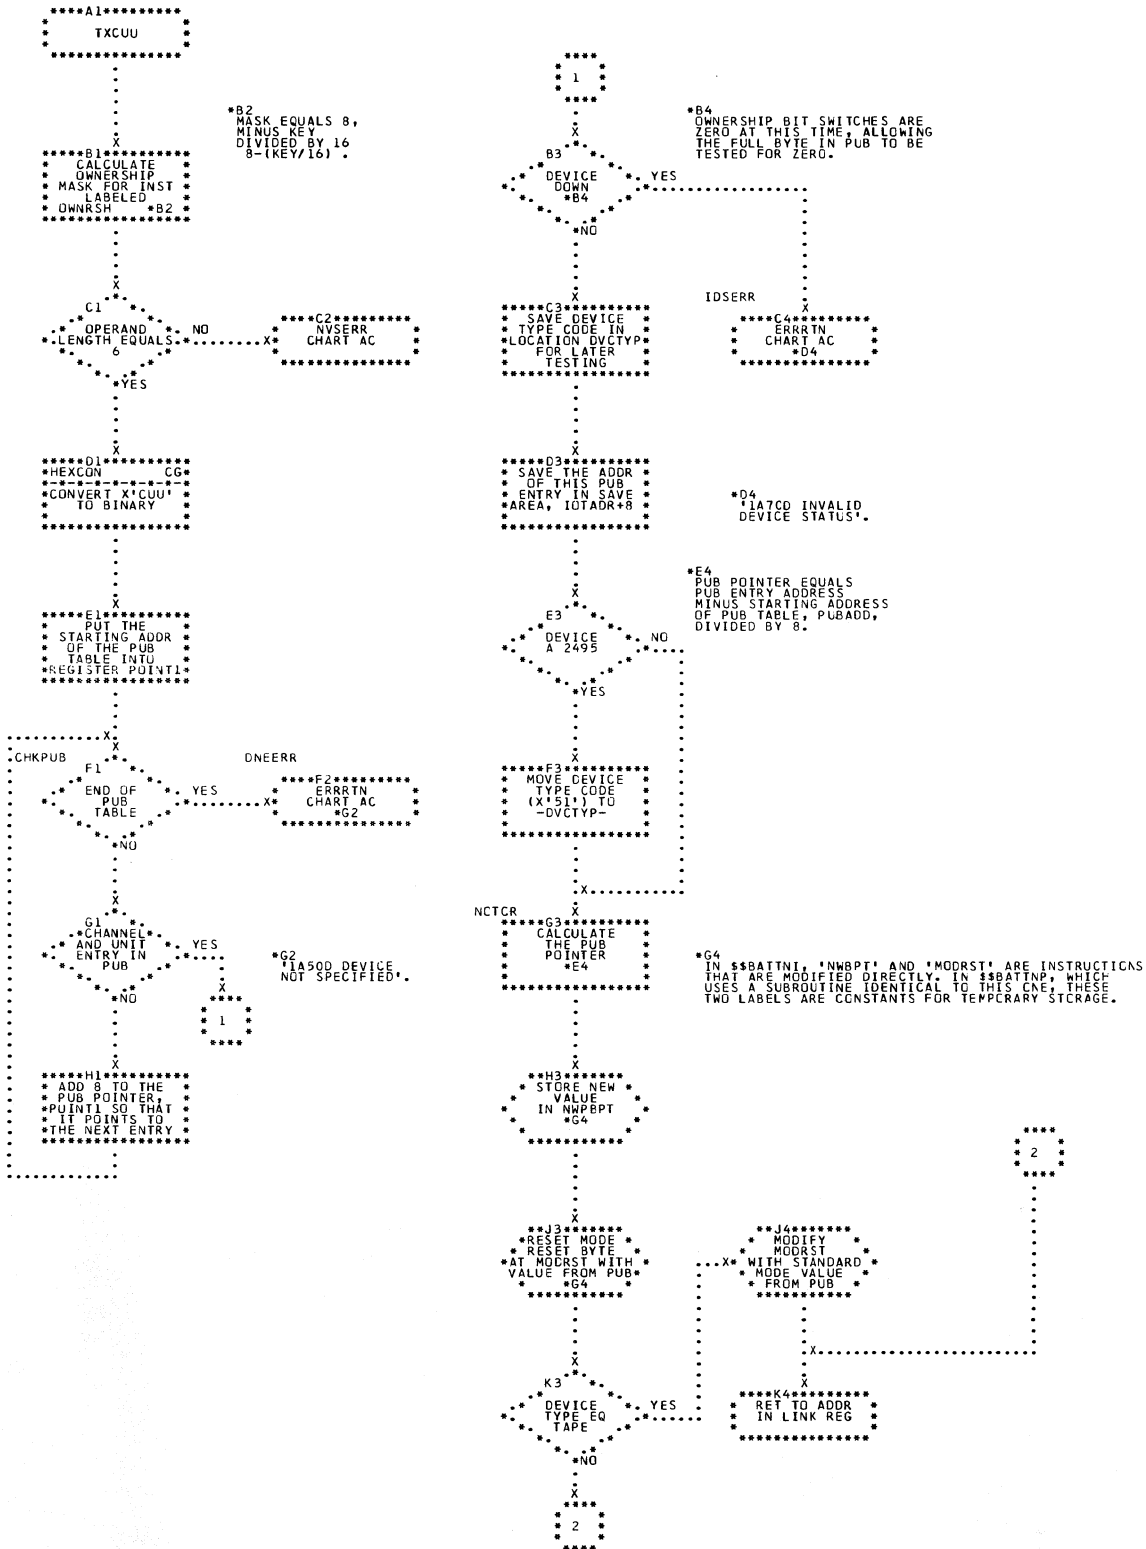 A1
TXCUU
*B2
MASK EQUALS 8,
MINUS KEY
DIVIDED BY 16
8-(KEY/16) .
B1
CALCULATE
OWNERSHIP
MASK FOR INST
LABELED
OWNRSH *B2
C1
OPERAND
LENGTH EQUALS
6
NO
YES
C2
NVSERR
CHART AC
D1
HEXCON CG
CONVERT X'CUU'
TO BINARY
E1
PUT THE
STARTING ADDR
OF THE PUB
TABLE INTO
REGISTER POINT1
CHKPUB
F1
END OF
PUB
TABLE
YES
NO
DNEERR
F2
ERRRTN
CHART AC
*G2
G1
CHANNEL
AND UNIT
ENTRY IN
PUB
YES
NO
*G2
'1A50D DEVICE
NOT SPECIFIED'.
1
H1
ADD 8 TO THE
PUB POINTER,
POINT1 SO THAT
IT POINTS TO
THE NEXT ENTRY
1
B3
DEVICE
DOWN
*B4
YES
NO
*B4
OWNERSHIP BIT SWITCHES ARE
ZERO AT THIS TIME, ALLOWING
THE FULL BYTE IN PUB TO BE
TESTED FOR ZERO.
C3
SAVE DEVICE
TYPE CODE IN
LOCATION DVCTYP
FOR LATER
TESTING
IDSERR
C4
ERRRTN
CHART AC
*D4
D3
SAVE THE ADDR
OF THIS PUB
ENTRY IN SAVE
AREA, IOTADR+8
*D4
'1A7CD INVALID
DEVICE STATUS'.
*E4
PUB POINTER EQUALS
PUB ENTRY ADDRESS
MINUS STARTING ADDRESS
OF PUB TABLE, PUBADD,
DIVIDED BY 8.
E3
DEVICE
A 2495
NO
YES
F3
MOVE DEVICE
TYPE CODE
(X'51') TO
-DVCTYP-
NCTCR
G3
CALCULATE
THE PUB
POINTER
*E4
*G4
IN $$BATTNI, 'NWBPT' AND 'MODRST' ARE INSTRUCTIONS
THAT ARE MODIFIED DIRECTLY. IN $$BATTNP, WHICH
USES A SUBROUTINE IDENTICAL TO THIS CNE, THESE
TWO LABELS ARE CONSTANTS FOR TEMPCRARY STCRAGE.
H3
STORE NEW
VALUE
IN NWPBPT
*G4
2
J3
RESET MODE
RESET BYTE
AT MODRST WITH
VALUE FROM PUB
*G4
J4
MODIFY
MODRST
WITH STANDARD
MODE VALUE
FROM PUB
K3
DEVICE
TYPE EQ
TAPE
YES
NO
K4
RET TO ADDR
IN LINK REG
2